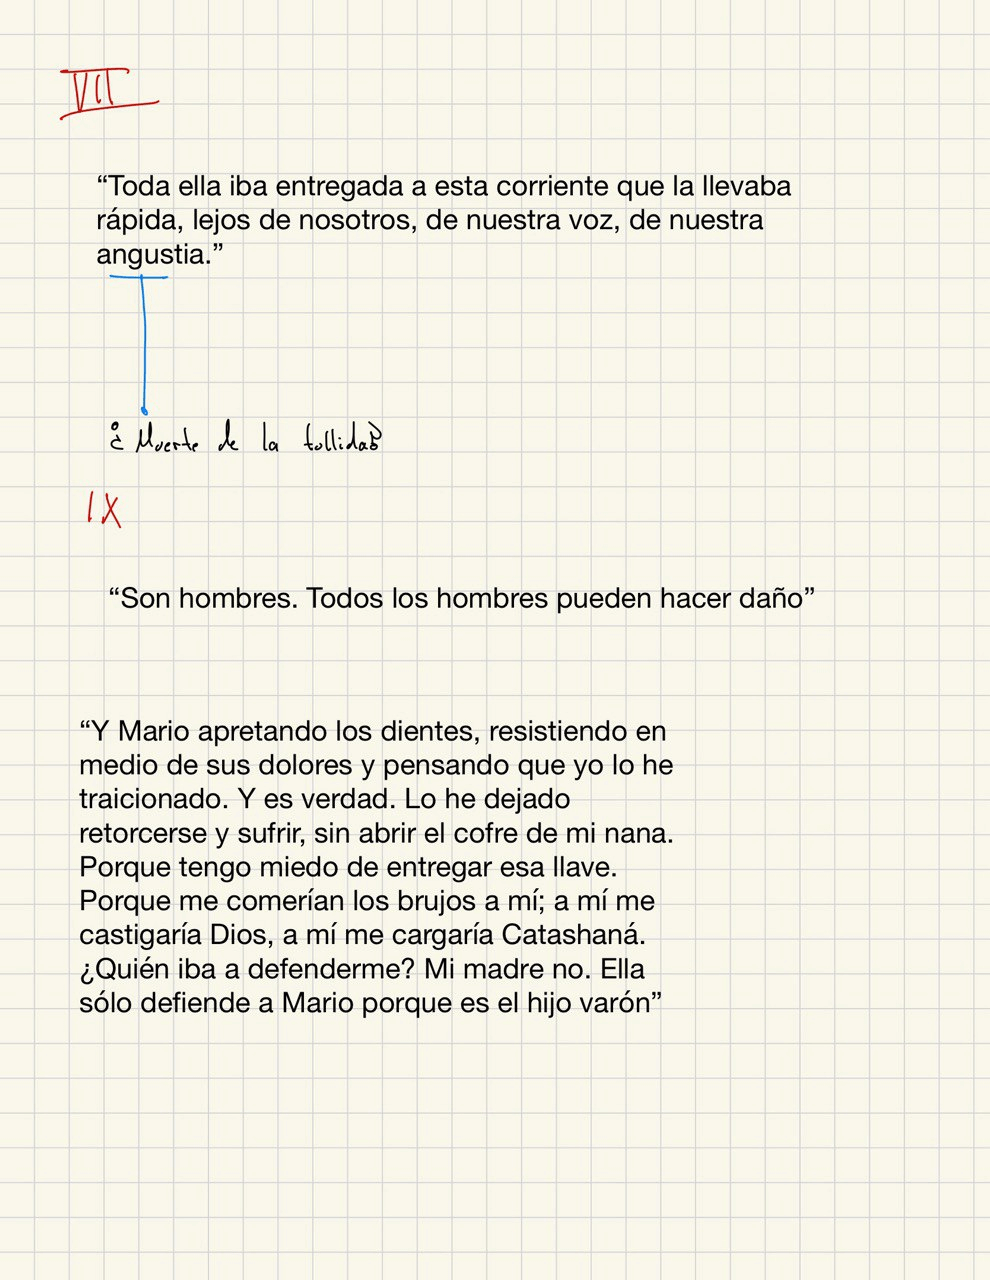 VII
“Toda ella iba entregada a esta corriente que la llevaba
rápida, lejos de nosotros, de nuestra voz, de nuestra
angustia.”
¿Muerte de la tullida?
IX
“Son hombres. Todos los hombres pueden hacer daño”
“Y Mario apretando los dientes, resistiendo en
medio de sus dolores y pensando que yo lo he
traicionado. Y es verdad. Lo he dejado
retorcerse y sufrir, sin abrir el cofre de mi nana.
Porque tengo miedo de entregar esa llave.
Porque me comerían los brujos a mí; a mí me
castigaría Dios, a mí me cargaría Catashaná.
¿Quién iba a defenderme? Mi madre no. Ella
sólo defiende a Mario porque es el hijo varón”